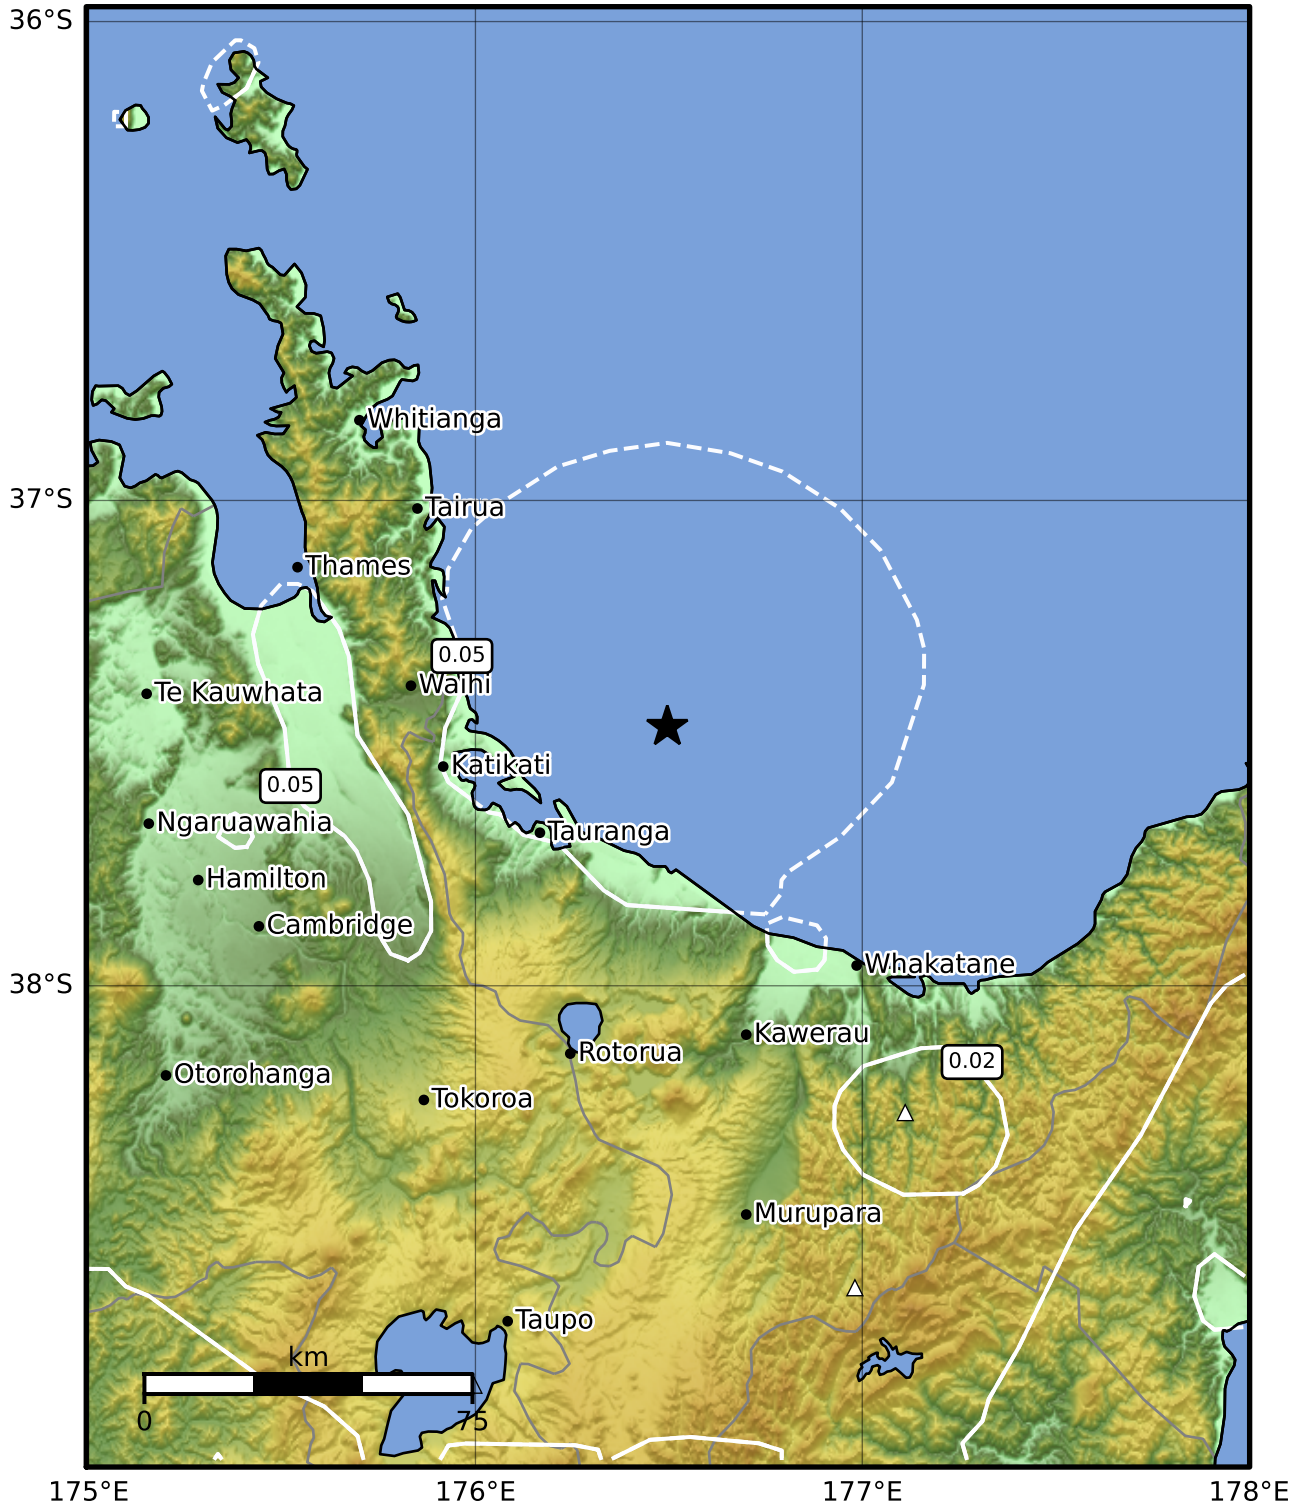 36°S
Whitianga
37°S
Tairua
Thames
0.05
Waihi
Te Kauwhata
Katikati
0.05
Ngaruawahia
Tauranga
Hamilton
Cambridge
Whakatane
38°S
Kawerau
Rotorua
0.02
Otorohanga
Tokoroa
Murupara
Taupo
km
0 75
175°E 176°E 177°E 178°E